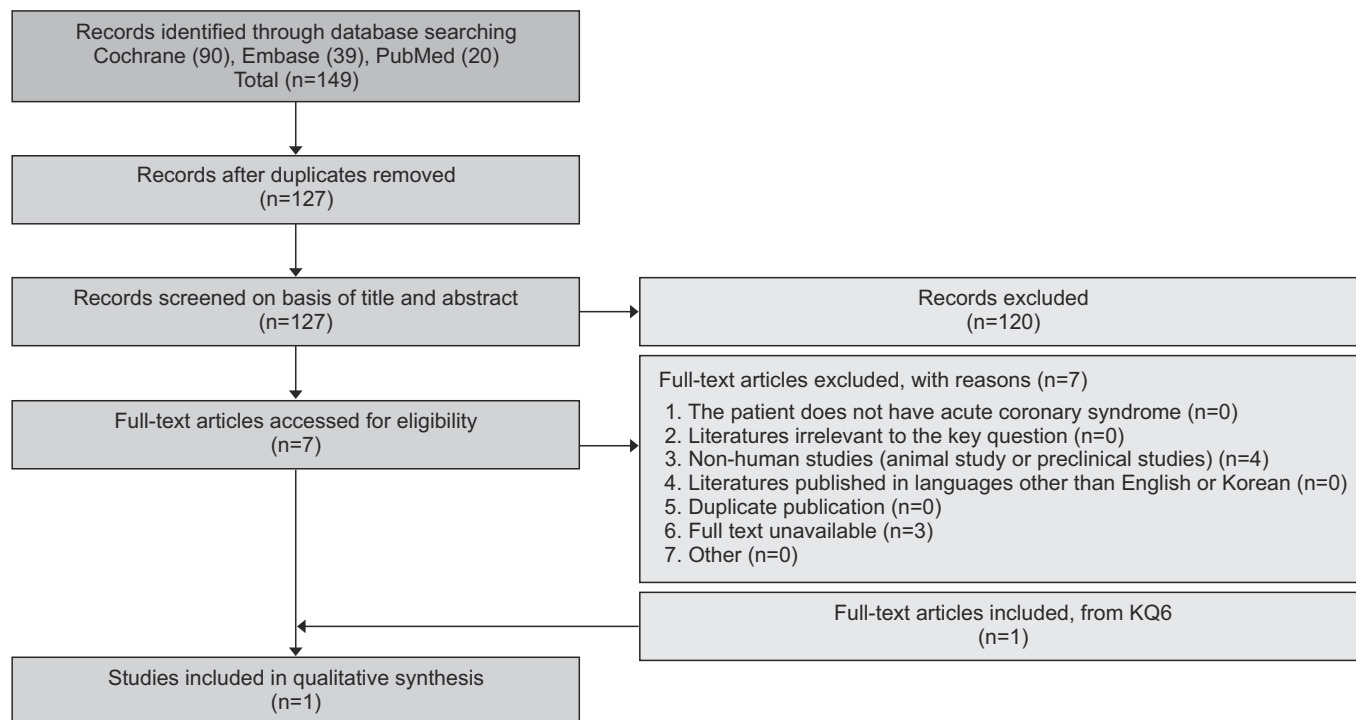 Records identified through database searching
Cochrane (90), Embase (39), PubMed (20)
Total (n=149)
Records after duplicates removed
(n=127)
Records screened on basis of title and abstract
(n=127)
Records excluded
(n=120)
Full-text articles accessed for eligibility
(n=7)
Full-text articles excluded, with reasons (n=7)
1. The patient does not have acute coronary syndrome (n=0)
2. Literatures irrelevant to the key question (n=0)
3. Non-human studies (animal study or preclinical studies) (n=4)
4. Literatures published in languages other than English or Korean (n=0)
5. Duplicate publication (n=0)
6. Full text unavailable (n=3)
7. Other (n=0)
Full-text articles included, from KQ6
(n=1)
Studies included in qualitative synthesis
(n=1)